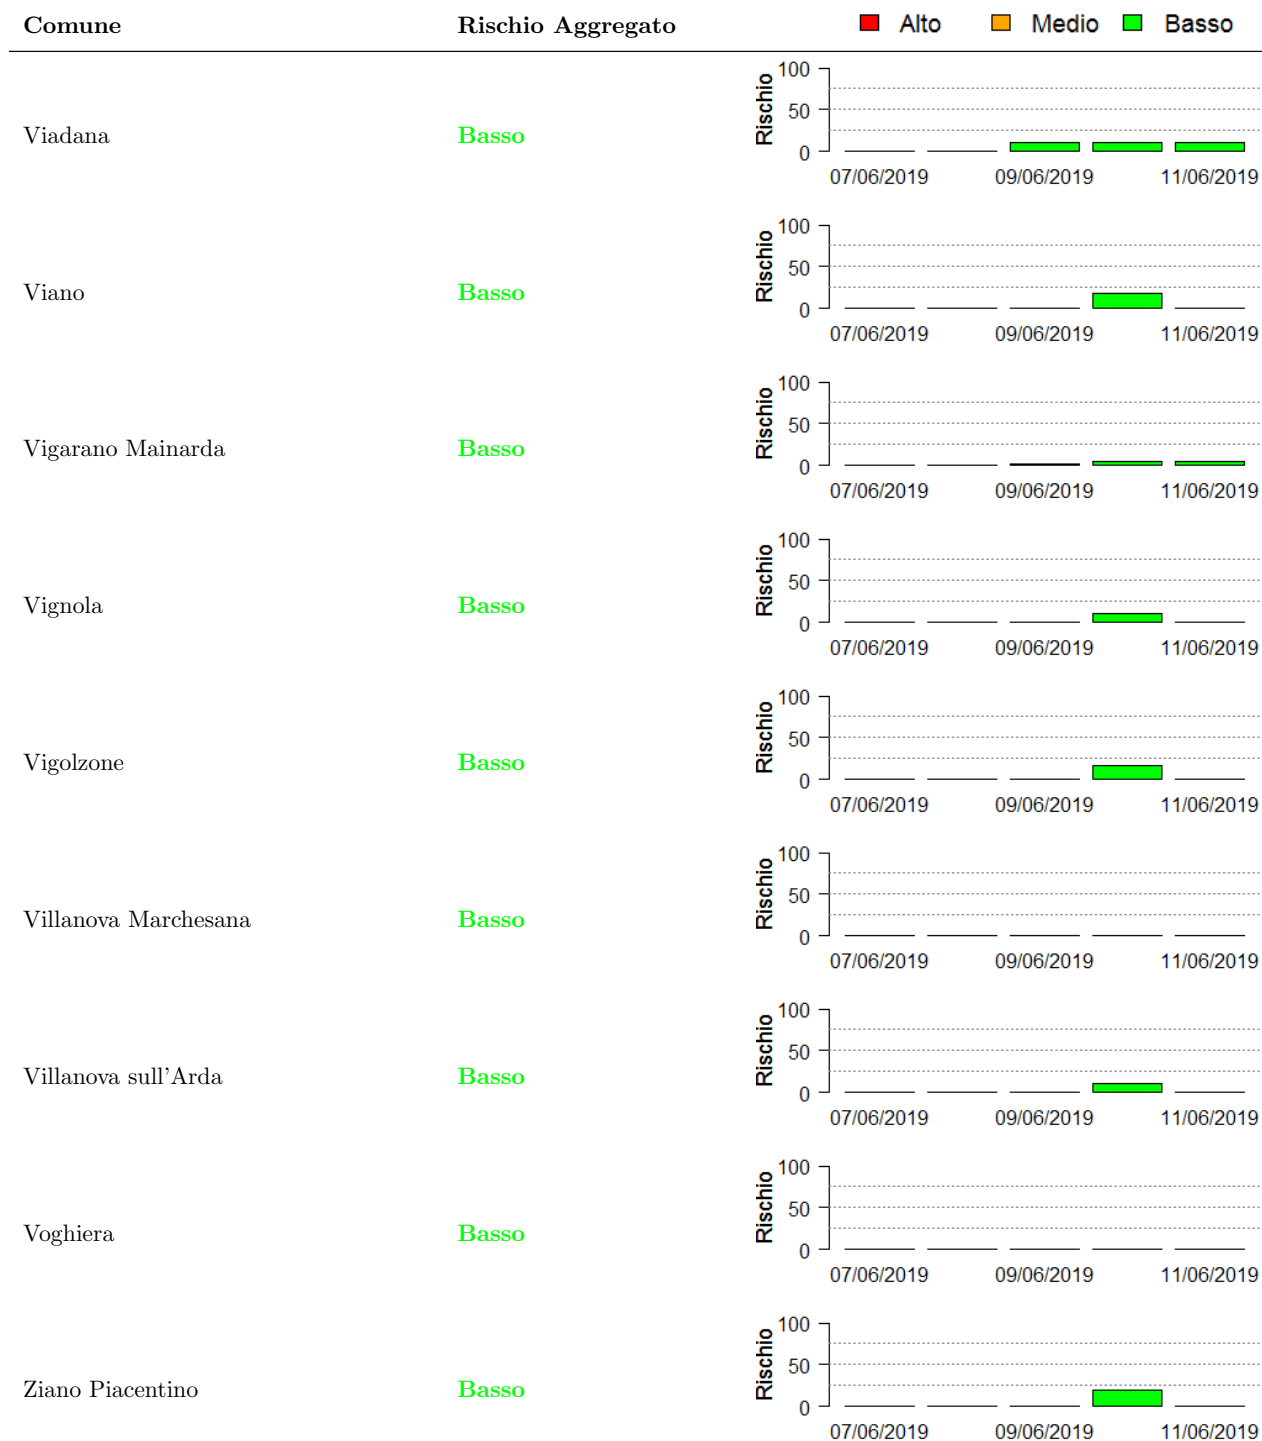 Comune Rischio Aggregato Alto Medio Basso
Viadana Basso Rischio 100 50 0
07/06/2019 09/06/2019 11/06/2019
Viano Basso Rischio 100 50 0
07/06/2019 09/06/2019 11/06/2019
Vigarano Mainarda Basso Rischio 100 50 0
07/06/2019 09/06/2019 11/06/2019
Vignola Basso Rischio 100 50 0
07/06/2019 09/06/2019 11/06/2019
Vigolzone Basso Rischio 100 50 0
07/06/2019 09/06/2019 11/06/2019
Villanova Marchesana Basso Rischio 100 50 0
07/06/2019 09/06/2019 11/06/2019
Villanova sull'Arda Basso Rischio 100 50 0
07/06/2019 09/06/2019 11/06/2019
Voghiera Basso Rischio 100 50 0
07/06/2019 09/06/2019 11/06/2019
Ziano Piacentino Basso Rischio 100 50 0
07/06/2019 09/06/2019 11/06/2019